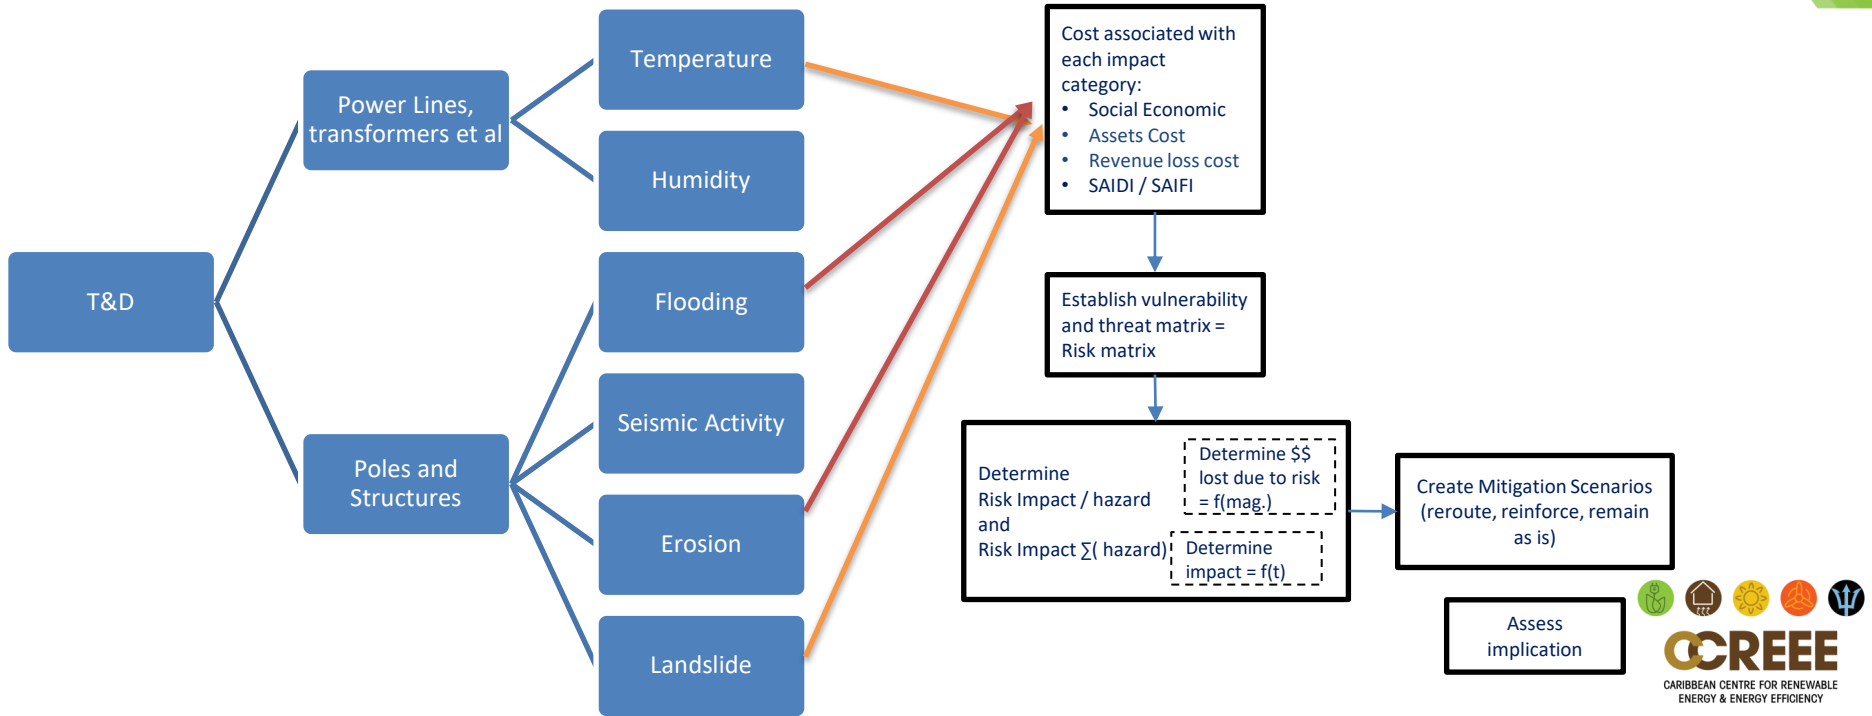 T&D
Power Lines,
transformers et al
Poles and
Structures
Temperature
Humidity
Flooding
Seismic Activity
Erosion
Landslide
Cost associated with
each impact
category:
• Social Economic
• Assets Cost
• Revenue loss cost
• SAIDI / SAIFI
Establish vulnerability
and threat matrix =
Risk matrix
Determine
Risk Impact / hazard
and
Risk Impact ∑( hazard)
Determine $$
lost due to risk
= f(mag.)
Determine
impact = f(t)
Create Mitigation Scenarios
(reroute, reinforce, remain
as is)
Assess
implication
CCREEE
CARIBBEAN CENTRE FOR RENEWABLE
ENERGY & ENERGY EFFICIENCY